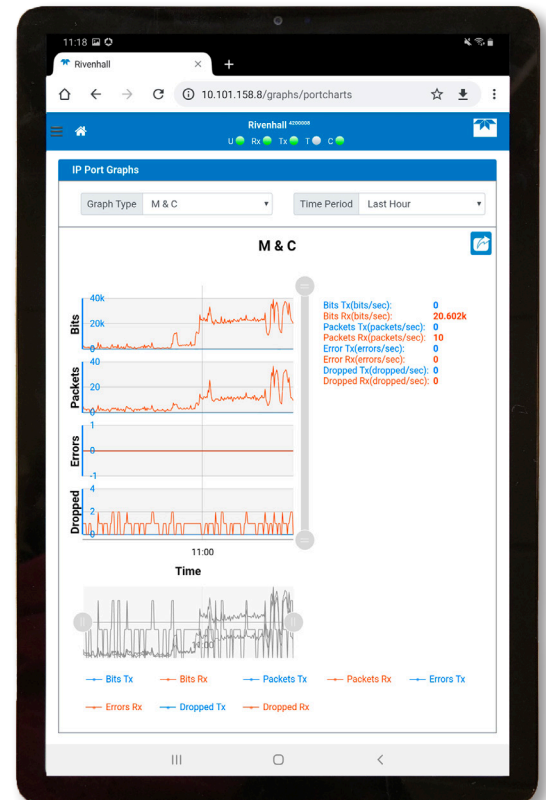 11:18
Rivenhall × +
10.101.158.8/graphs/portcharts
Rivenhall 4200008
U Rx Tx T C
IP Port Graphs
Graph Type M & C Time Period Last Hour
M & C
Bits
40k
20k
0
Packets
40
20
0
Errors
1
0
-1
Dropped
4
2
0
11:00
Time
Bits Tx(bits/sec): 0
Bits Rx(bits/sec): 20.602k
Packets Tx(packets/sec): 0
Packets Rx(packets/sec): 10
Error Tx(errors/sec): 0
Error Rx(errors/sec): 0
Dropped Tx(dropped/sec): 0
Dropped Rx(dropped/sec): 0
11:00
Bits Tx Bits Rx Packets Tx Packets Rx Errors Tx
Errors Rx Dropped Tx Dropped Rx